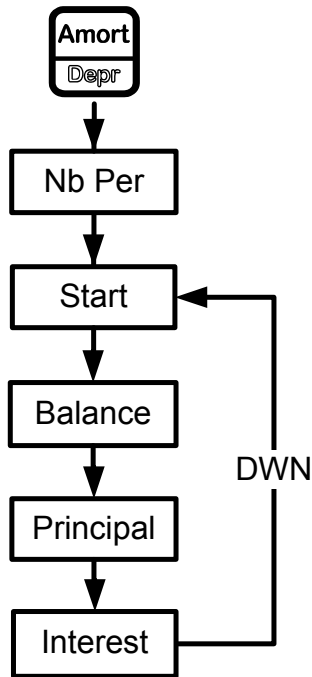 Amort
Depr
Nb Per
Start
Balance
DWN
Principal
Interest